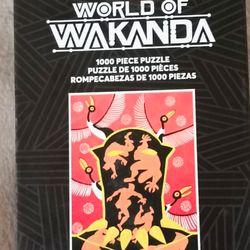 WORLD OF
WAKANDA
1000 PIECE PUZZLE
PUZZLE DE 1000 PIÈCES
ROMPECABEZAS DE 1000 PIEZAS